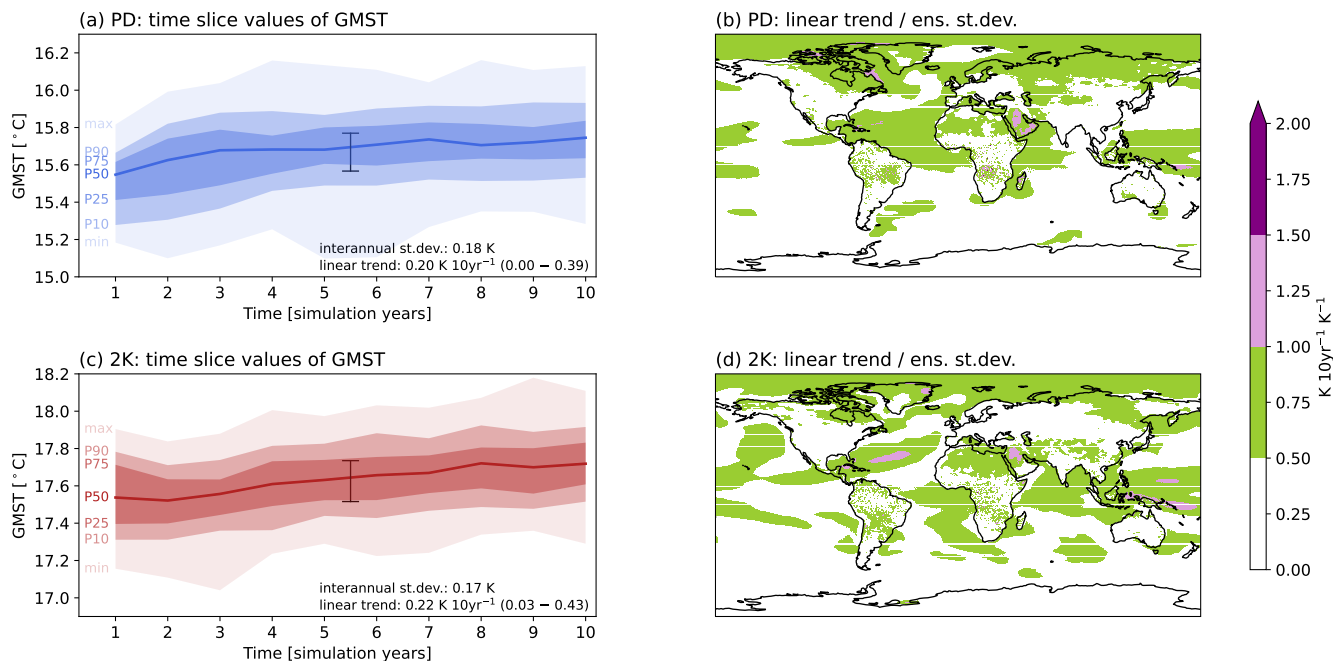 (a) PD: time slice values of GMST
GMST [°C]
16.2
16.0
15.8
15.6
15.4
15.2
15.0
max
P90
P75
P50
P25
P10
min
interannual st.dev.: 0.18 K
linear trend: 0.20 K 10yr⁻¹ (0.00 − 0.39)
1 2 3 4 5 6 7 8 9 10
Time [simulation years]
(b) PD: linear trend / ens. st.dev.
(c) 2K: time slice values of GMST
GMST [°C]
18.2
18.0
17.8
17.6
17.4
17.2
17.0
max
P90
P75
P50
P25
P10
min
interannual st.dev.: 0.17 K
linear trend: 0.22 K 10yr⁻¹ (0.03 − 0.43)
1 2 3 4 5 6 7 8 9 10
Time [simulation years]
(d) 2K: linear trend / ens. st.dev.
2.00
1.75
1.50
1.25
1.00
0.75
0.50
0.25
0.00
K 10yr⁻¹ K⁻¹